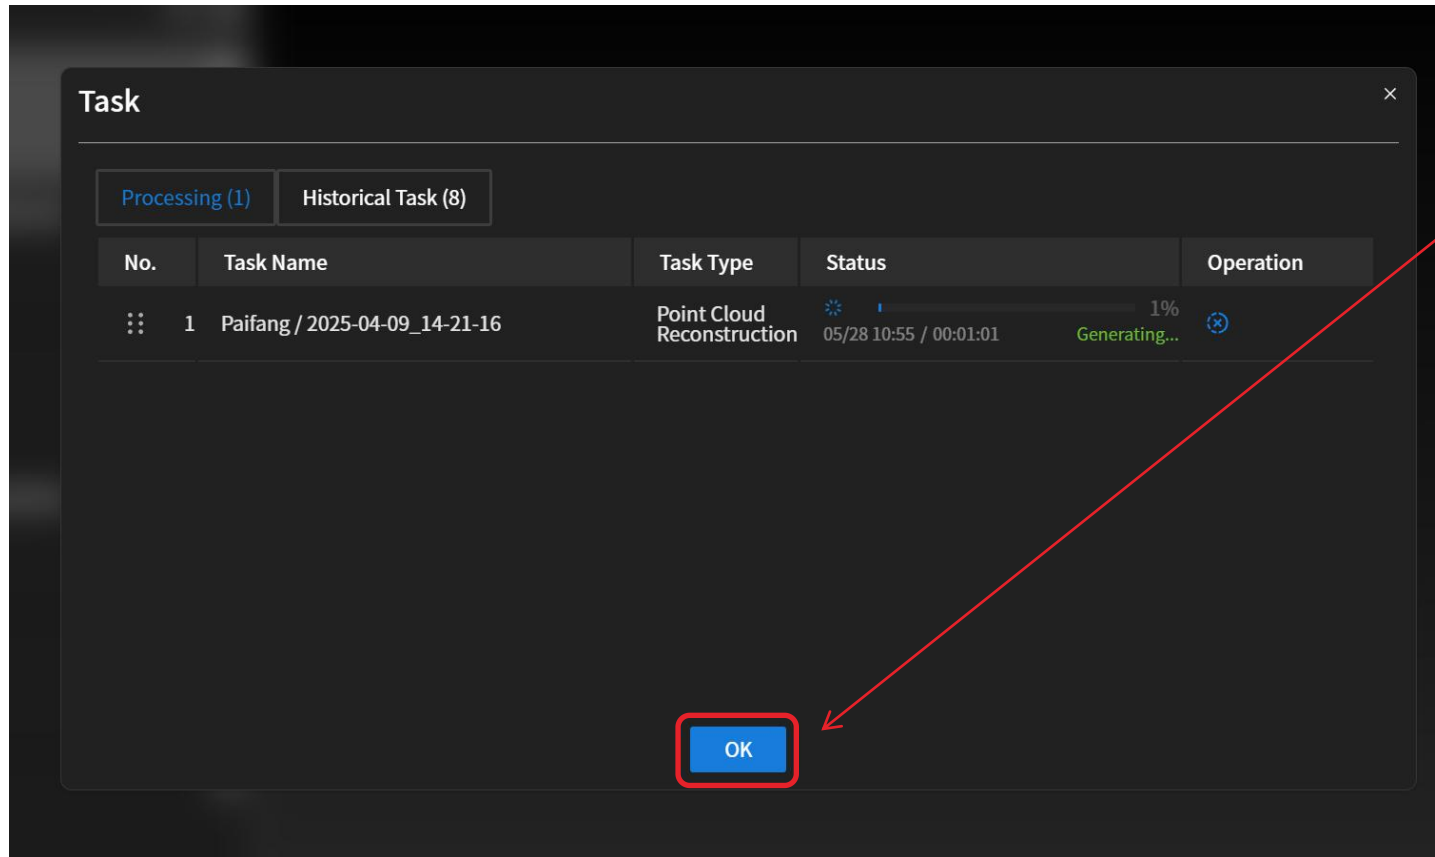 Task
×
Processing (1) Historical Task (8)
No. Task Name Task Type Status Operation
1 Paifang / 2025-04-09_14-21-16
Point Cloud
Reconstruction
1%
05/28 10:55 / 00:01:01 Generating...
OK